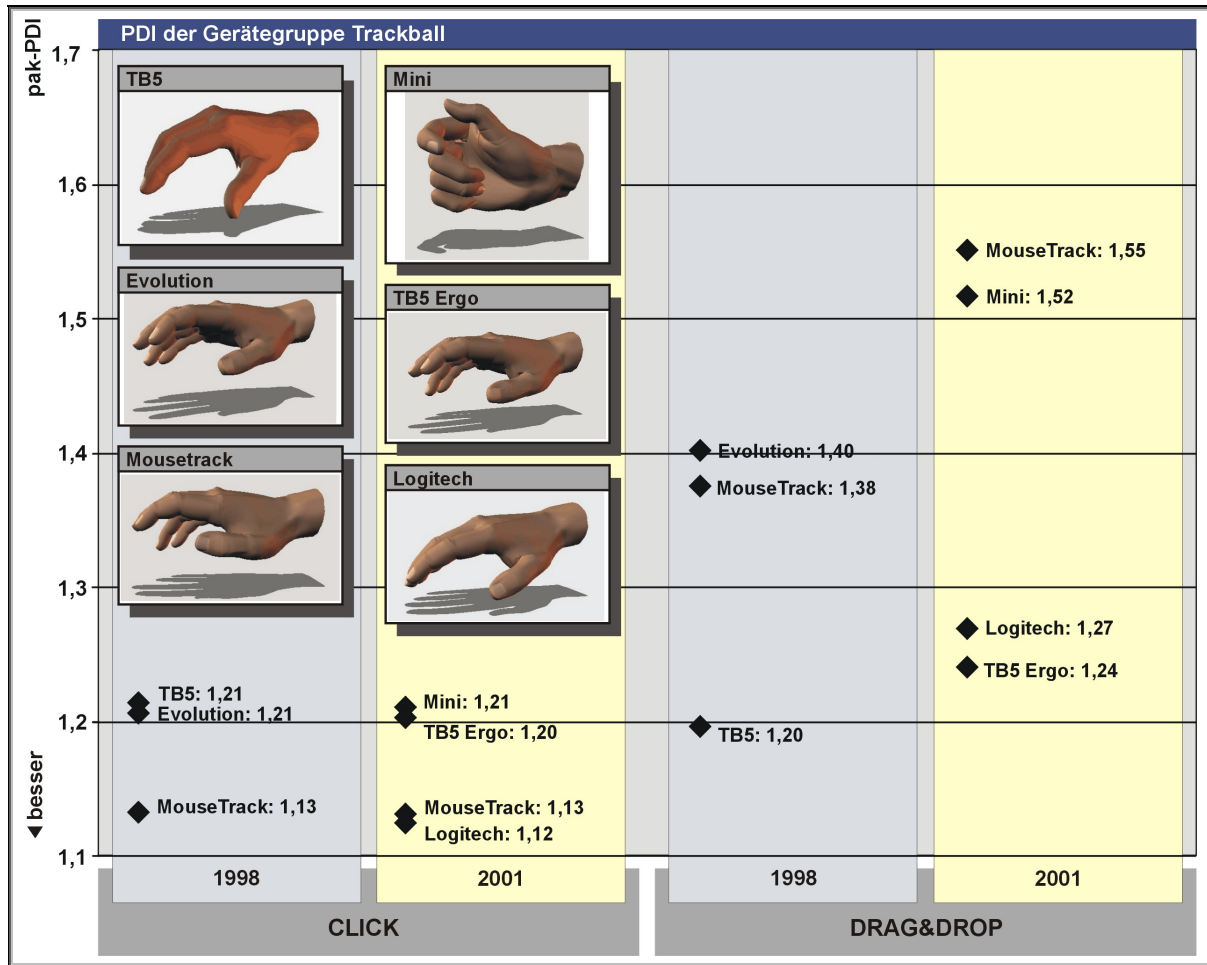 PDI der Gerätegruppe Trackball
pak-PDI
besser
1,7
1,6
1,5
1,4
1,3
1,2
1,1
TB5
Evolution
Mousetrack
Mini
TB5 Ergo
Logitech
TB5: 1,21
Evolution: 1,21
MouseTrack: 1,13
Mini: 1,21
TB5 Ergo: 1,20
MouseTrack: 1,13
Logitech: 1,12
Evolution: 1,40
MouseTrack: 1,38
TB5: 1,20
MouseTrack: 1,55
Mini: 1,52
Logitech: 1,27
TB5 Ergo: 1,24
1998
2001
1998
2001
CLICK
DRAG&DROP